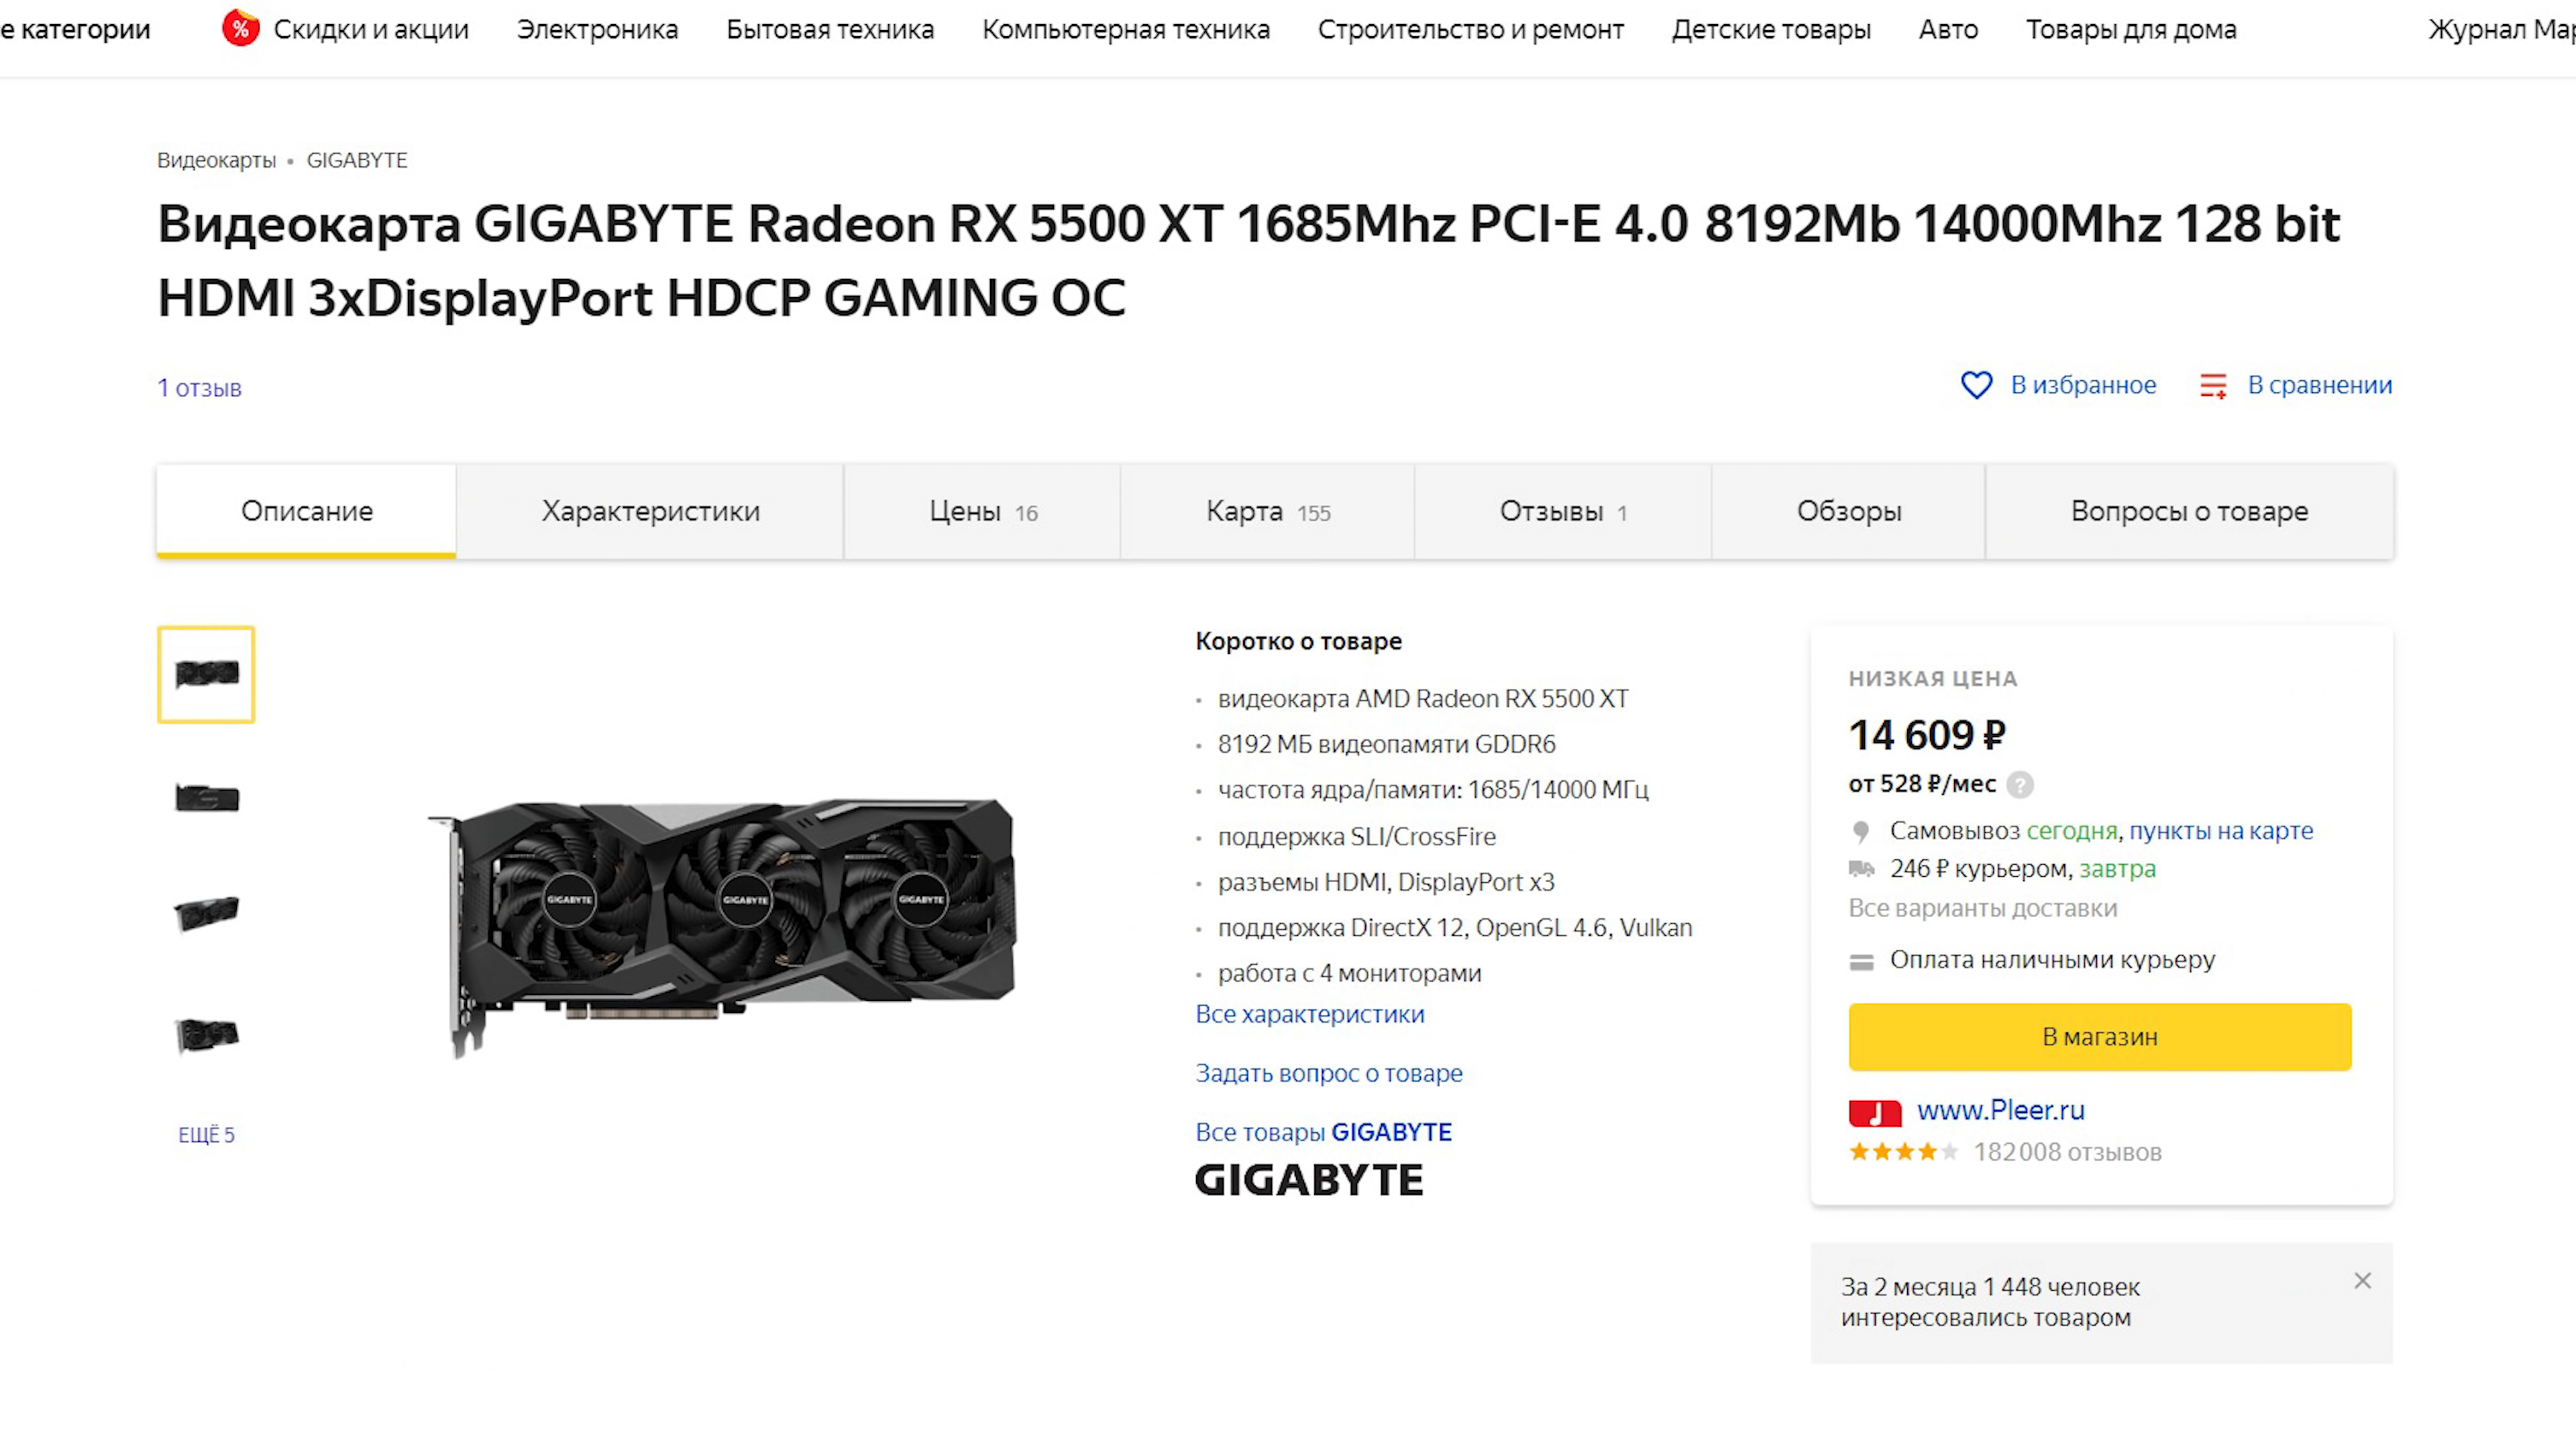 е категории
% Скидки и акции Электроника Бытовая техника Компьютерная техника Строительство и ремонт Детские товары Авто Товары для дома Журнал Мар
Видеокарты • GIGABYTE
Видеокарта GIGABYTE Radeon RX 5500 XT 1685Mhz PCI-E 4.0 8192Mb 14000Mhz 128 bit
HDMI 3xDisplayPort HDCP GAMING OC
1 отзыв
В избранное В сравнении
Описание Характеристики Цены 16 Карта 155 Отзывы 1 Обзоры Вопросы о товаре
ЕЩЁ 5
GIGABYTE GIGABYTE GIGABYTE
Коротко о товаре
• видеокарта AMD Radeon RX 5500 XT
• 8192 МБ видеопамяти GDDR6
• частота ядра/памяти: 1685/14000 МГц
• поддержка SLI/CrossFire
• разъемы HDMI, DisplayPort x3
• поддержка DirectX 12, OpenGL 4.6, Vulkan
• работа с 4 мониторами
Все характеристики
Задать вопрос о товаре
Все товары GIGABYTE
GIGABYTE
НИЗКАЯ ЦЕНА
14 609 ₽
от 528 ₽/мес ?
Самовывоз сегодня, пункты на карте
246 ₽ курьером, завтра
Все варианты доставки
Оплата наличными курьеру
В магазин
www.Pleer.ru
182 008 отзывов
За 2 месяца 1 448 человек
интересовались товаром